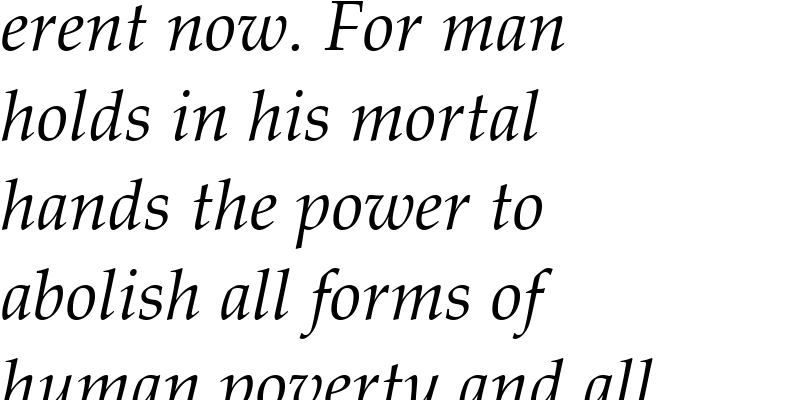 erent now. For man
holds in his mortal
hands the power to
abolish all forms of
human poverty and all